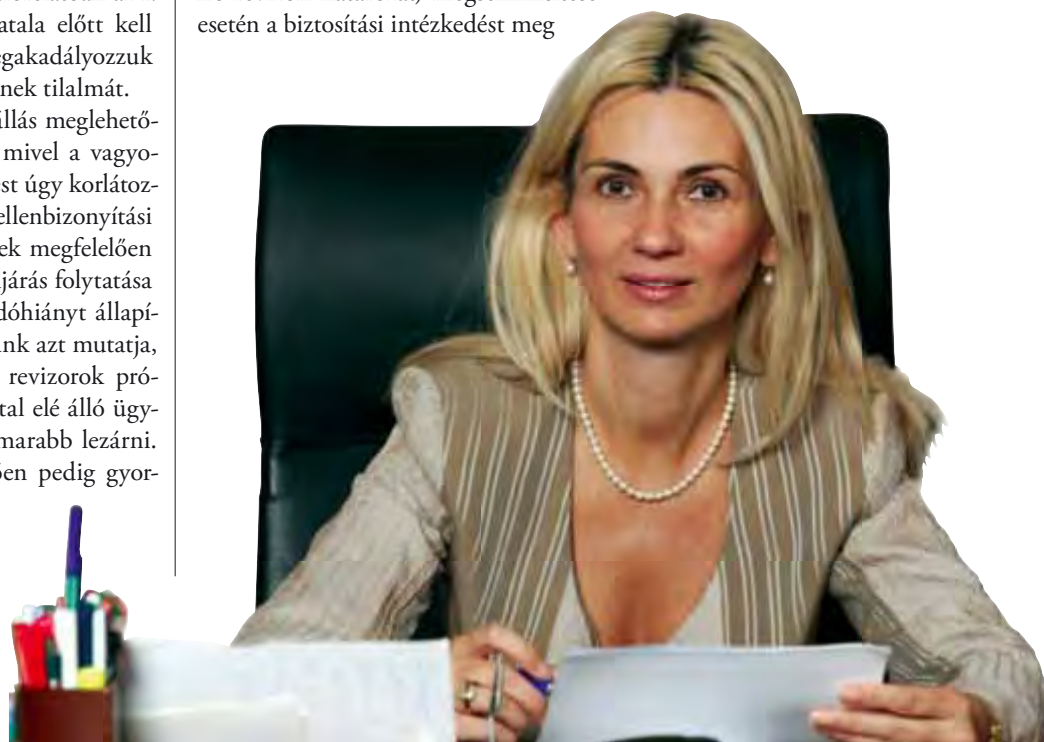 atala előtt kell
egakadályozzuk
nek tilalmát.
állás meglehető-
mivel a vagyo-
st úgy korlátoz-
ellenbizonyítási
ek megfelelően
járás folytatása
dóhiányt állapí-
nk azt mutatja,
revizorok pró-
tal elé álló ügy-
marabb lezárni.
en pedig gyor-
esetén a biztosítási intézkedést meg